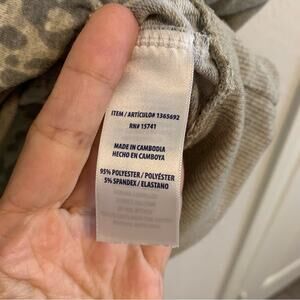 ITEM / ARTÍCULO# 1365692
RN# 15741
MADE IN CAMBODIA
HECHO EN CAMBOYA
95% POLYESTER / POLYÉSTER
5% SPANDEX / ELASTANO